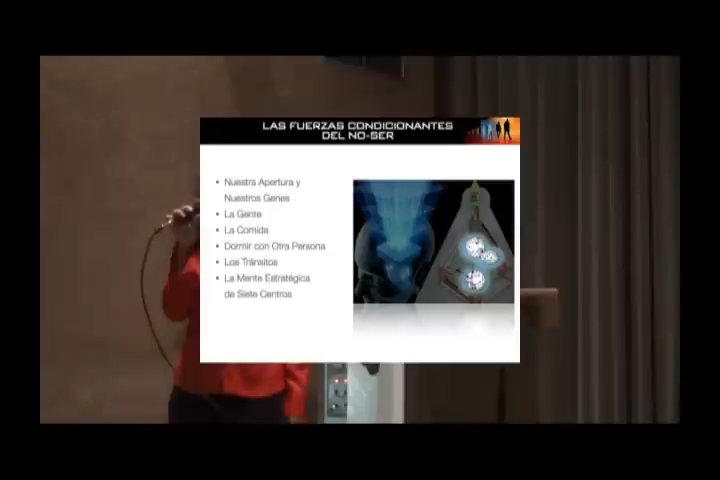 LAS FUERZAS CONDICIONANTES
DEL NO-SER
• Nuestra Apertura y
Nuestros Genes
• La Gente
• La Comida
• Dormir con Otra Persona
• Los Tránsitos
• La Mente Estratégica
de Siete Centros